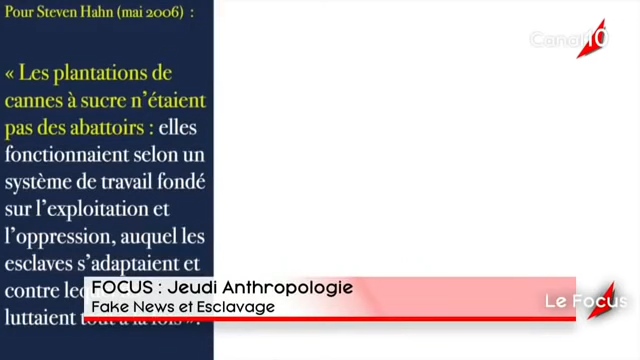 Pour Steven Hahn (mai 2006) :
« Les plantations de
cannes à sucre n'étaient
pas des abattoirs : elles
fonctionnaient selon un
système de travail fondé
sur l'exploitation et
l'oppression, auquel les
esclaves s'adaptaient et
contre
luttaient
Canal 10
FOCUS : Jeudi Anthropologie
Fake News et Esclavage
Le Focus